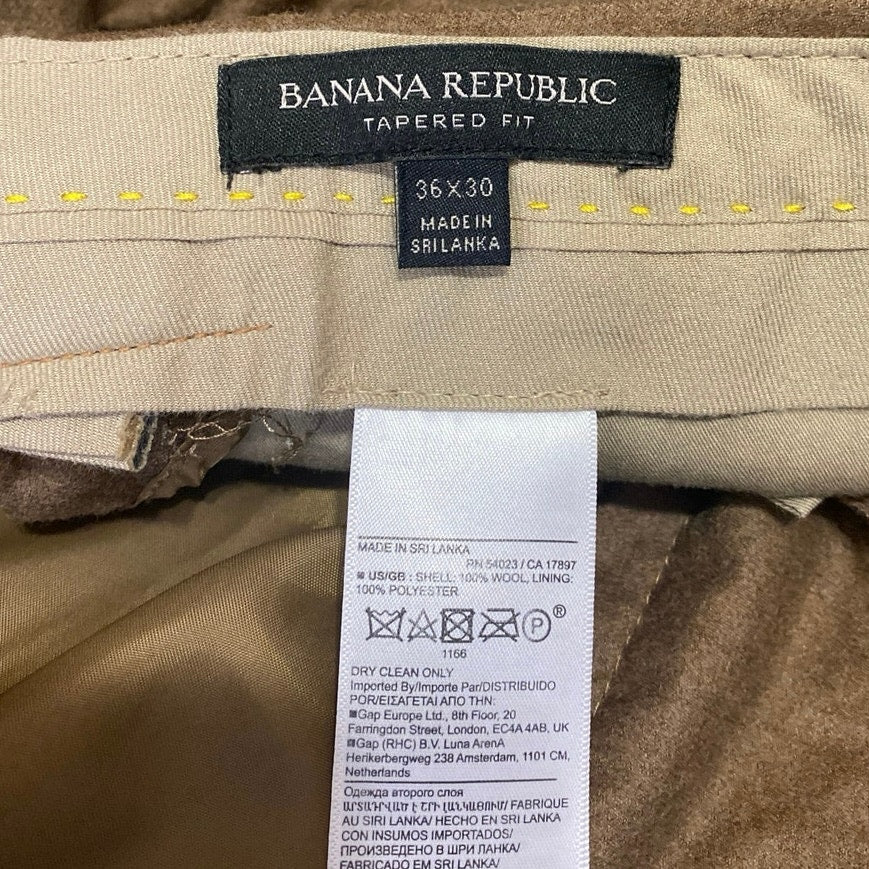 BANANA REPUBLIC
TAPERED FIT
36X30
MADE IN
SRI LANKA
MADE IN SRI LANKA
RN 54023 / CA 17897
US/GB : SHELL: 100% WOOL, LINING:
100% POLYESTER
P ®
1166
DRY CLEAN ONLY
Imported By/Importe Par/DISTRIBUIDO
POR/ΕΙΣΑΓΕΤΑΙ ΑΠΟ ΤΗΝ:
Gap Europe Ltd., 8th Floor, 20
Farringdon Street, London, EC4A 4AB, UK
Gap (RHC) B.V. Luna ArenA
Herikerbergweg 238 Amsterdam, 1101 CM,
Netherlands
Одежда второго слоя
ԱՐՏԱԴՐՎԱԾ Է ՇՐԻ ԼԱՆԿԱՅՈՒՄ/ FABRIQUE
AU SIRI LANKA/ HECHO EN SRI LANKA
CON INSUMOS IMPORTADOS/
ПРОИЗВЕДЕНО В ШРИ ЛАНКА/
FABRICADO EM SRI LANKA/